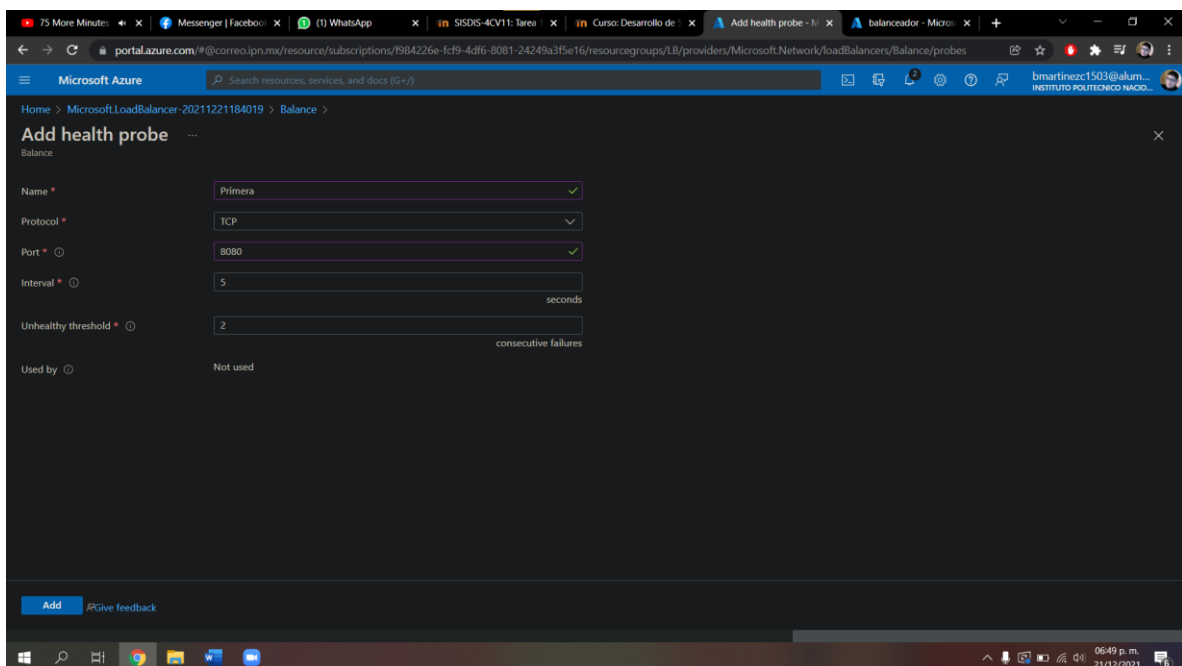 75 More Minutes
Messenger | Facebook
(1) WhatsApp
SISDIS-4CV11: Tarea 1
Curso: Desarrollo de S
Add health probe - M
balanceador - Micros
portal.azure.com/#@correo.ipn.mx/resource/subscriptions/f984226e-fcf9-4df6-8081-24249a3f5e16/resourcegroups/LB/providers/Microsoft.Network/loadBalancers/Balance/probes
Microsoft Azure
Search resources, services, and docs (G+/)
2
bmartinezc1503@alum...
INSTITUTO POLITECNICO NACIO...
Home > Microsoft.LoadBalancer-20211221184019 > Balance >
Add health probe ...
Balance
Name *
Primera
Protocol *
TCP
Port *
8080
Interval *
5
seconds
Unhealthy threshold *
2
consecutive failures
Used by
Not used
Add
Give feedback
06:49 p. m.
21/12/2021
6